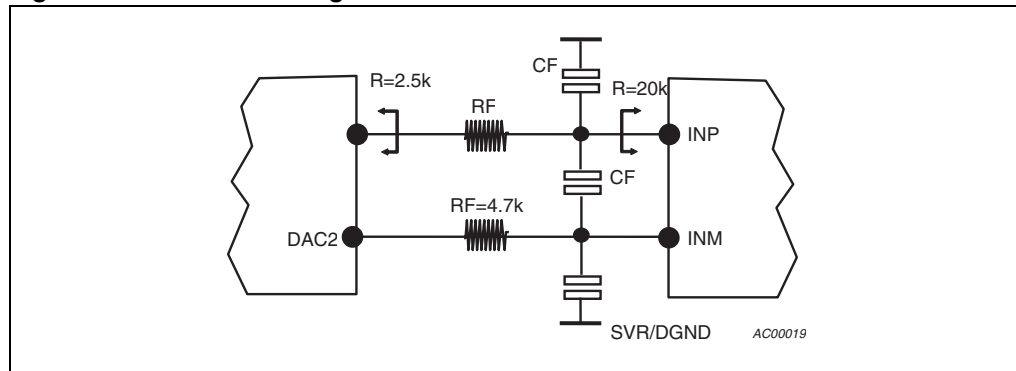 CF
R=2.5k
R=20k
RF
INP
CF
RF=4.7k
DAC2
INM
SVR/DGND
AC00019